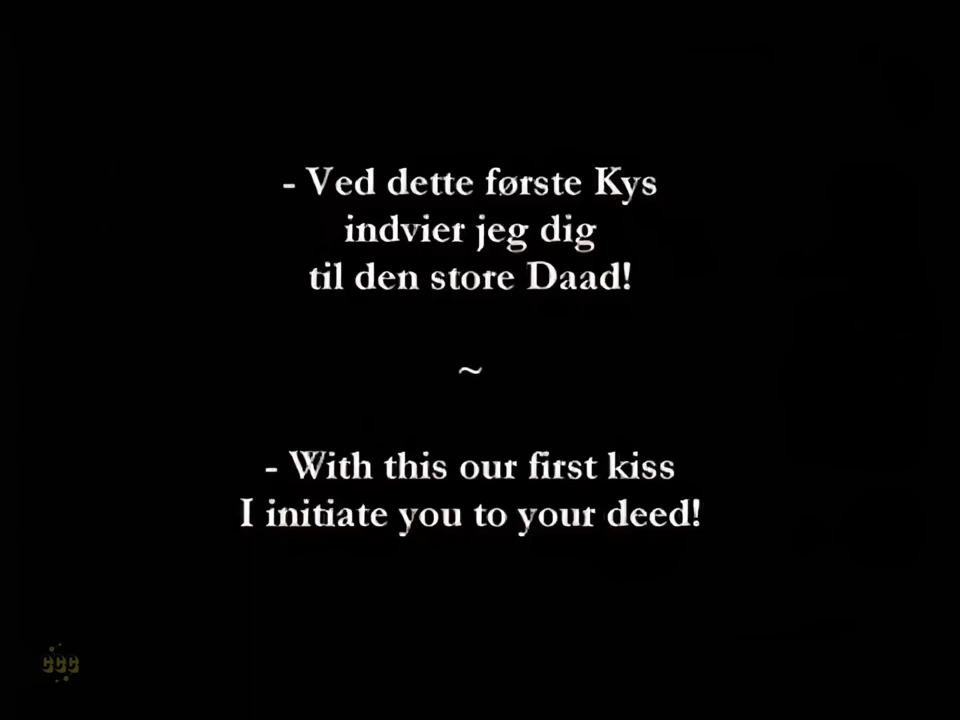 - Ved dette første Kys
indvier jeg dig
til den store Daad!
~
- With this our first kiss
I initiate you to your deed!
CCC